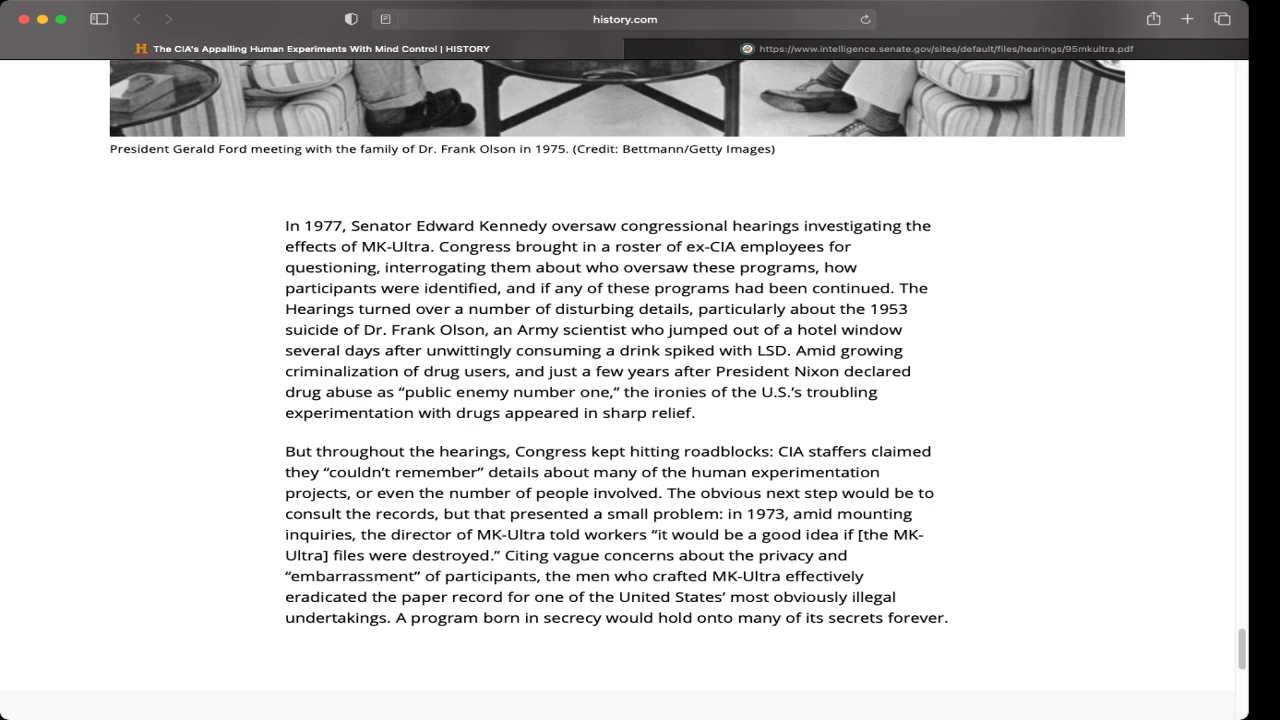 history.com
The CIA's Appalling Human Experiments With Mind Control | HISTORY
https://www.intelligence.senate.gov/sites/default/files/hearings/95mkultra.pdf
President Gerald Ford meeting with the family of Dr. Frank Olson in 1975. (Credit: Bettmann/Getty Images)
In 1977, Senator Edward Kennedy oversaw congressional hearings investigating the
effects of MK-Ultra. Congress brought in a roster of ex-CIA employees for
questioning, interrogating them about who oversaw these programs, how
participants were identified, and if any of these programs had been continued. The
Hearings turned over a number of disturbing details, particularly about the 1953
suicide of Dr. Frank Olson, an Army scientist who jumped out of a hotel window
several days after unwittingly consuming a drink spiked with LSD. Amid growing
criminalization of drug users, and just a few years after President Nixon declared
drug abuse as “public enemy number one,” the ironies of the U.S.’s troubling
experimentation with drugs appeared in sharp relief.
But throughout the hearings, Congress kept hitting roadblocks: CIA staffers claimed
they “couldn’t remember” details about many of the human experimentation
projects, or even the number of people involved. The obvious next step would be to
consult the records, but that presented a small problem: in 1973, amid mounting
inquiries, the director of MK-Ultra told workers “it would be a good idea if [the MK-
Ultra] files were destroyed.” Citing vague concerns about the privacy and
“embarrassment” of participants, the men who crafted MK-Ultra effectively
eradicated the paper record for one of the United States’ most obviously illegal
undertakings. A program born in secrecy would hold onto many of its secrets forever.